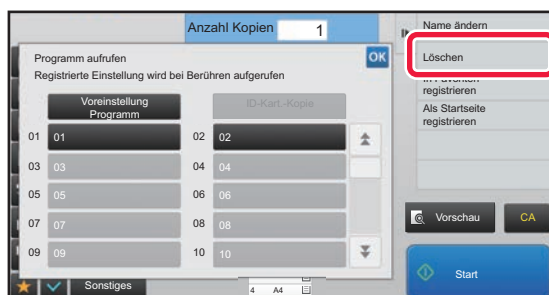 Anzahl Kopien 1
Name ändern
Programm aufrufen
OK
Löschen
Registrierte Einstellung wird bei Berühren aufgerufen
In Favoriten
registrieren
Voreinstellung
Programm
ID-Kart.-Kopie
Als Startseite
registrieren
01 01
02 02
03 03
04 04
05 05
06 06
07 07
08 08
Vorschau
CA
09 09
10 10
Start
Sonstiges
4 A4